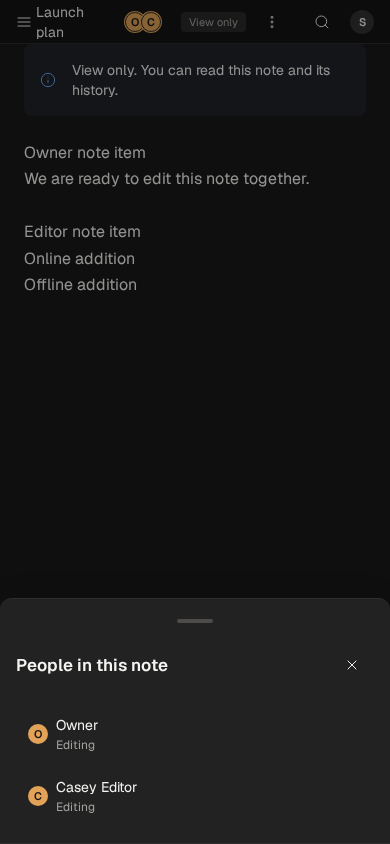 Launch
plan
O C
View only
S
View only. You can read this note and its
history.
Owner note item
We are ready to edit this note together.
Editor note item
Online addition
Offline addition
People in this note
O
Owner
Editing
C
Casey Editor
Editing